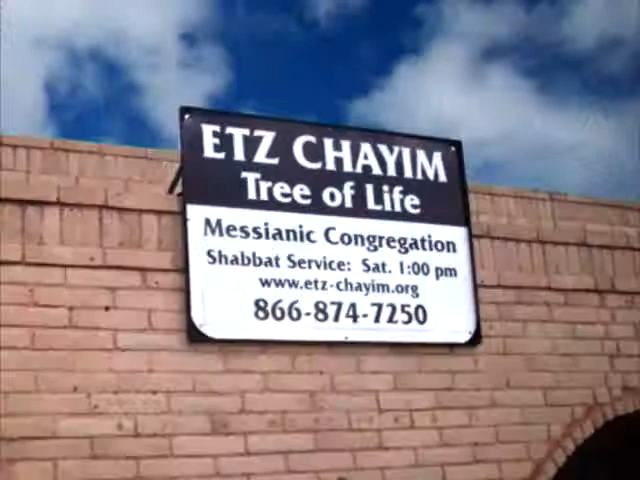 ETZ CHAYIM
Tree of Life
Messianic Congregation
Shabbat Service: Sat. 1:00 pm
www.etz-chayim.org
866-874-7250